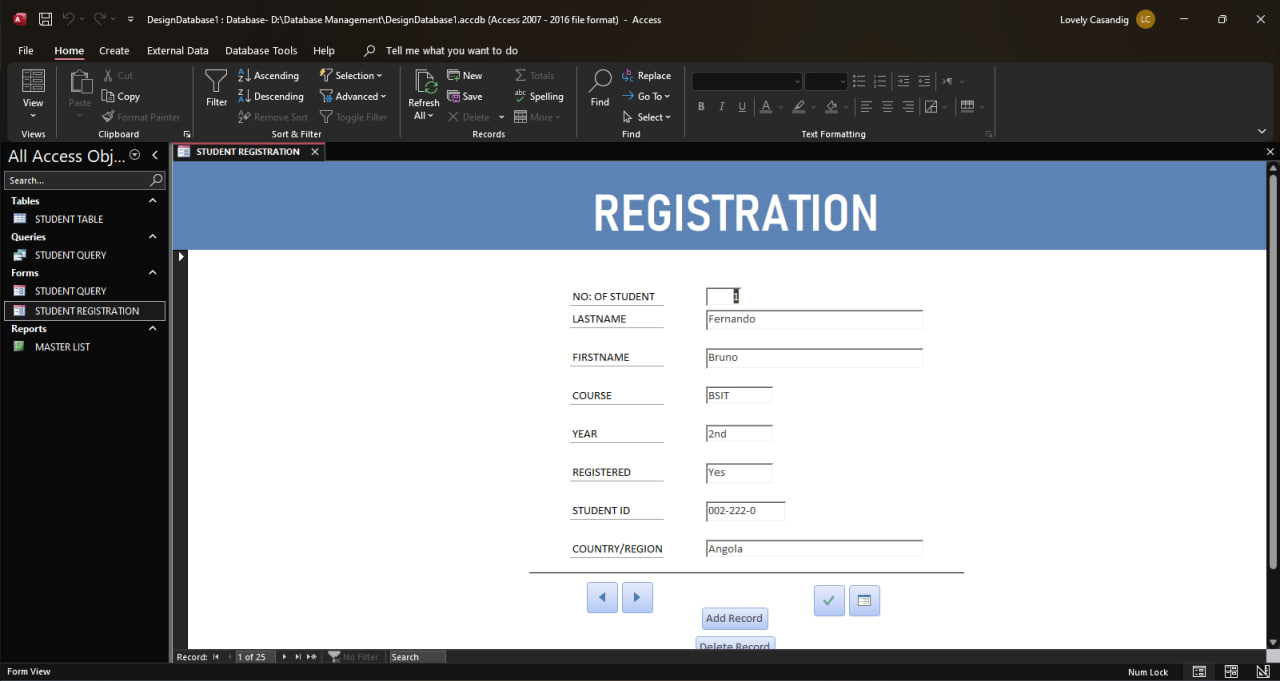 DesignDatabase1 : Database- D:\Database Management\DesignDatabase1.accdb (Access 2007 - 2016 file format) - Access
Lovely Casandig LC
File Home Create External Data Database Tools Help Tell me what you want to do
View
Views
Paste
Cut
Copy
Format Painter
Clipboard
Filter
Ascending
Descending
Remove Sort
Selection
Advanced
Toggle Filter
Sort & Filter
Refresh
All
New
Save
Delete
Totals
Spelling
More
Records
Find
Replace
Go To
Select
Find
B I U A
Text Formatting
All Access Obj...
Search...
Tables
STUDENT TABLE
Queries
STUDENT QUERY
Forms
STUDENT QUERY
STUDENT REGISTRATION
Reports
MASTER LIST
STUDENT REGISTRATION
REGISTRATION
NO: OF STUDENT 1
LASTNAME Fernando
FIRSTNAME Bruno
COURSE BSIT
YEAR 2nd
REGISTERED Yes
STUDENT ID 002-222-0
COUNTRY/REGION Angola
Add Record
Delete Record
Record: 1 of 25 No Filter Search
Form View Num Lock